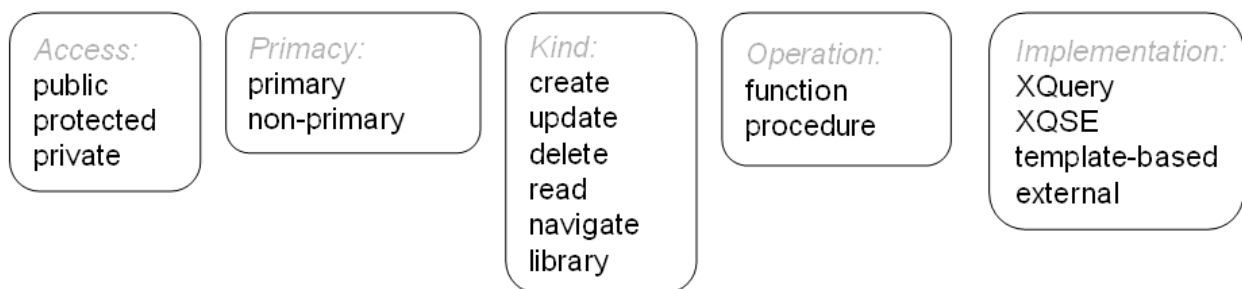 Access:
public
protected
private
Primacy:
primary
non-primary
Kind:
create
update
delete
read
navigate
library
Operation:
function
procedure
Implementation:
XQuery
XQSE
template-based
external